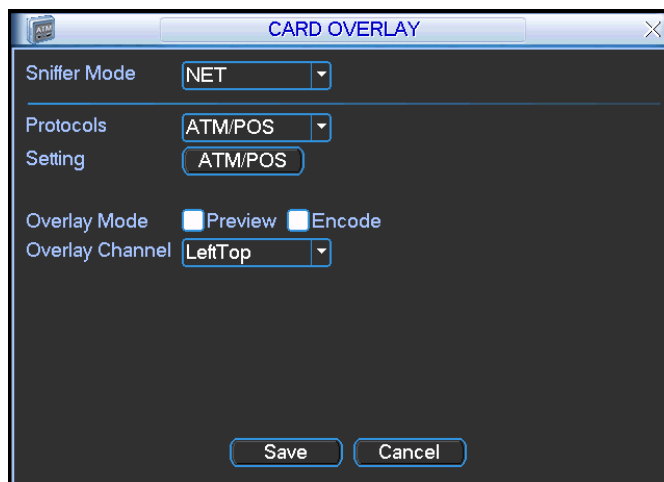 ATM
CARD OVERLAY
Sniffer Mode NET
Protocols ATM/POS
Setting ATM/POS
Overlay Mode Preview Encode
Overlay Channel LeftTop
Save Cancel